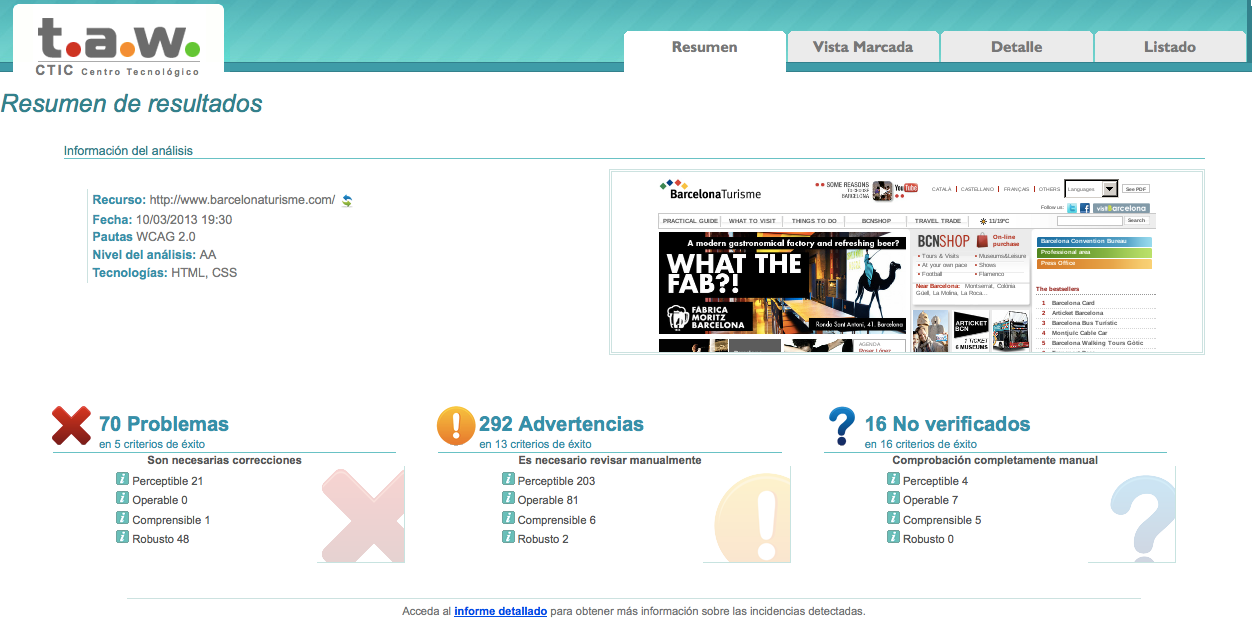 t.a.w.
CTIC Centro Tecnológico
Resumen
Vista Marcada
Detalle
Listado
Resumen de resultados
Información del análisis
Recurso: http://www.barcelonaturisme.com/
Fecha: 10/03/2013 19:30
Pautas WCAG 2.0
Nivel del análisis: AA
Tecnologías: HTML, CSS
BarcelonaTurisme
SOME REASONS
TO CHOOSE
BARCELONA
YouTube
CATALÀ | CASTELLANO | FRANÇAIS | OTHERS
Languages
See PDF
Follow us:
visitBarcelona
PRACTICAL GUIDE
WHAT TO VISIT
THINGS TO DO
BCNSHOP
TRAVEL TRADE
11/19ºC
Search
A modern gastronomical factory and refreshing beer?
WHAT THE
FAB?!
FÀBRICA
MORITZ
BARCELONA
Ronda Sant Antoni, 41. Barcelona
BCNSHOP
On-line
purchase
Tours & Visits
Museums&Leisure
At your own pace
Shows
Football
Flamenco
Near Barcelona: Montserrat, Colònia
Güell, La Molina, La Roca...
ARTICKET
BCN
1 TICKET
6 MUSEUMS
Barcelona Convention Bureau
Professional area
Press Office
The bestsellers
1 Barcelona Card
2 Articket Barcelona
3 Barcelona Bus Turístic
4 Montjuïc Cable Car
5 Barcelona Walking Tours Gòtic
AGENDA
Roser López
70 Problemas
en 5 criterios de éxito
Son necesarias correcciones
Perceptible 21
Operable 0
Comprensible 1
Robusto 48
292 Advertencias
en 13 criterios de éxito
Es necesario revisar manualmente
Perceptible 203
Operable 81
Comprensible 6
Robusto 2
16 No verificados
en 16 criterios de éxito
Comprobación completamente manual
Perceptible 4
Operable 7
Comprensible 5
Robusto 0
Acceda al informe detallado para obtener más información sobre las incidencias detectadas.